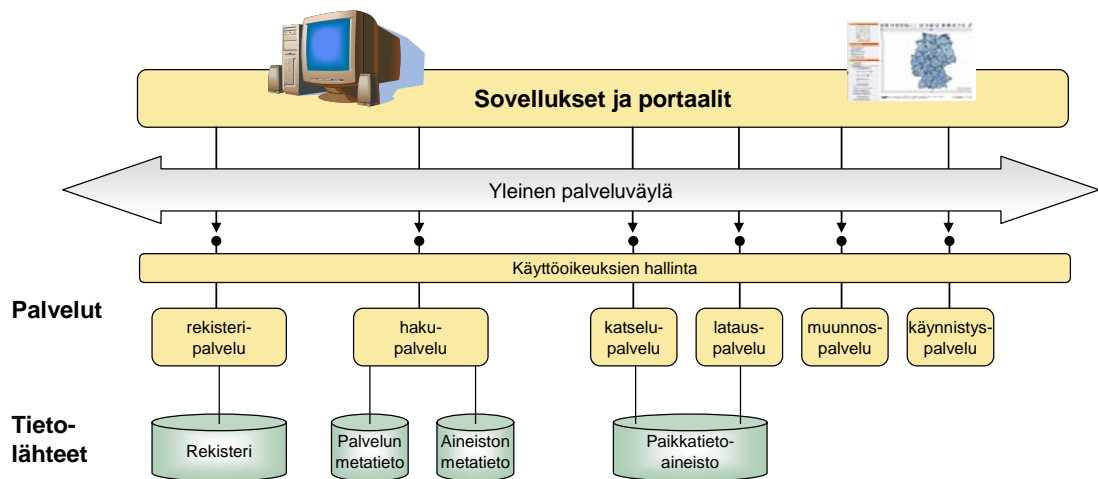 Sovellukset ja portaalit
Yleinen palveluväylä
Käyttöoikeuksien hallinta
Palvelut
rekisteri-
palvelu
haku-
palvelu
katselu-
palvelu
lataus-
palvelu
muunnos-
palvelu
käynnistys-
palvelu
Tieto-
lähteet
Rekisteri
Palvelun
metatieto
Aineiston
metatieto
Paikkatieto-
aineisto